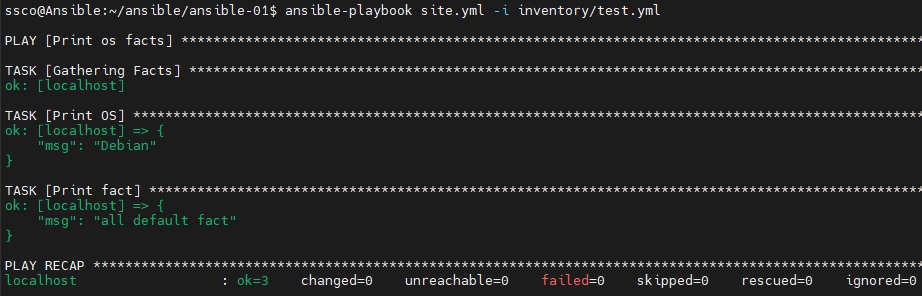 ssco@Ansible:~/ansible/ansible-01$ ansible-playbook site.yml -i inventory/test.yml
PLAY [Print os facts] ********************************************************************************************
TASK [Gathering Facts] *******************************************************************************************
ok: [localhost]
TASK [Print OS] **************************************************************************************************
ok: [localhost] => {
    "msg": "Debian"
}
TASK [Print fact] ************************************************************************************************
ok: [localhost] => {
    "msg": "all default fact"
}
PLAY RECAP *******************************************************************************************************
localhost                  : ok=3    changed=0    unreachable=0    failed=0    skipped=0    rescued=0    ignored=0